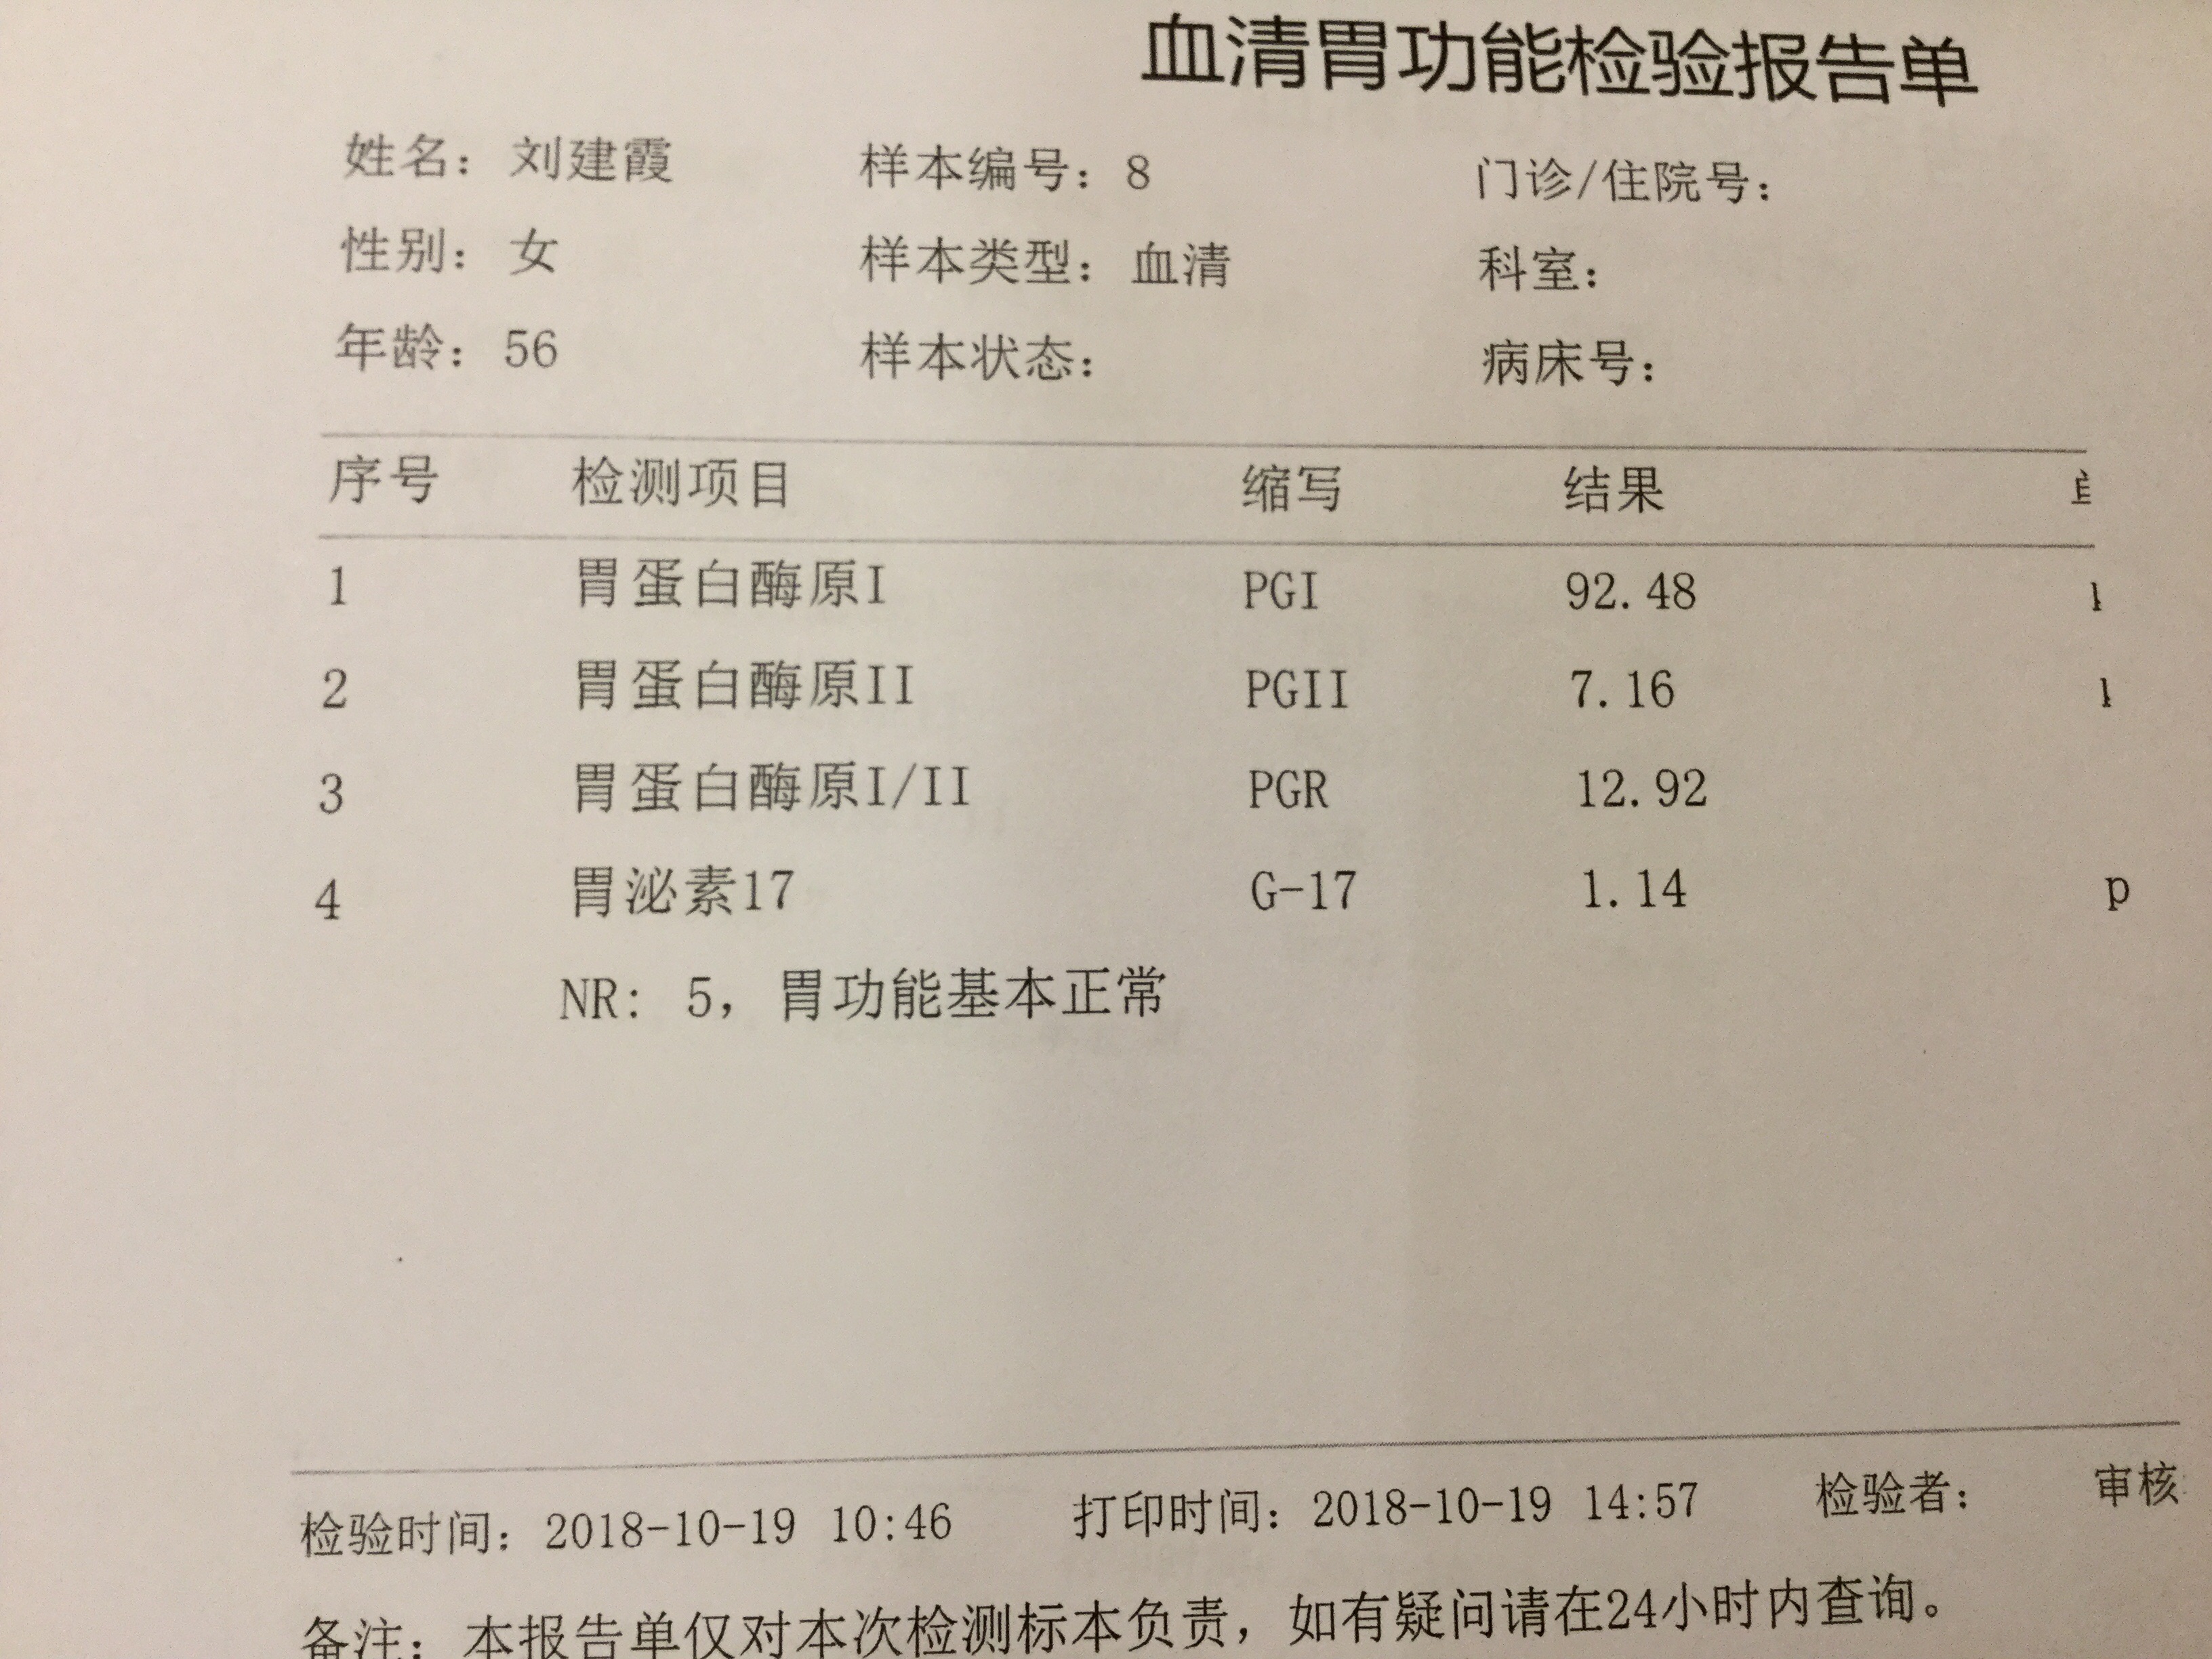 血清胃功能检验报告单
姓名: 刘建霞 样本编号: 8 门诊/住院号:
性别: 女 样本类型: 血清 科室:
年龄: 56 样本状态: 病床号:
序号 检测项目 缩写 结果
1 胃蛋白酶原I PGI 92.48
2 胃蛋白酶原II PGII 7.16
3 胃蛋白酶原I/II PGR 12.92
4 胃泌素17 G-17 1.14 p
NR: 5, 胃功能基本正常
检验时间: 2018-10-19 10:46 打印时间: 2018-10-19 14:57 检验者: 审核
备注: 本报告单仅对本次检测标本负责, 如有疑问请在24小时内查询。